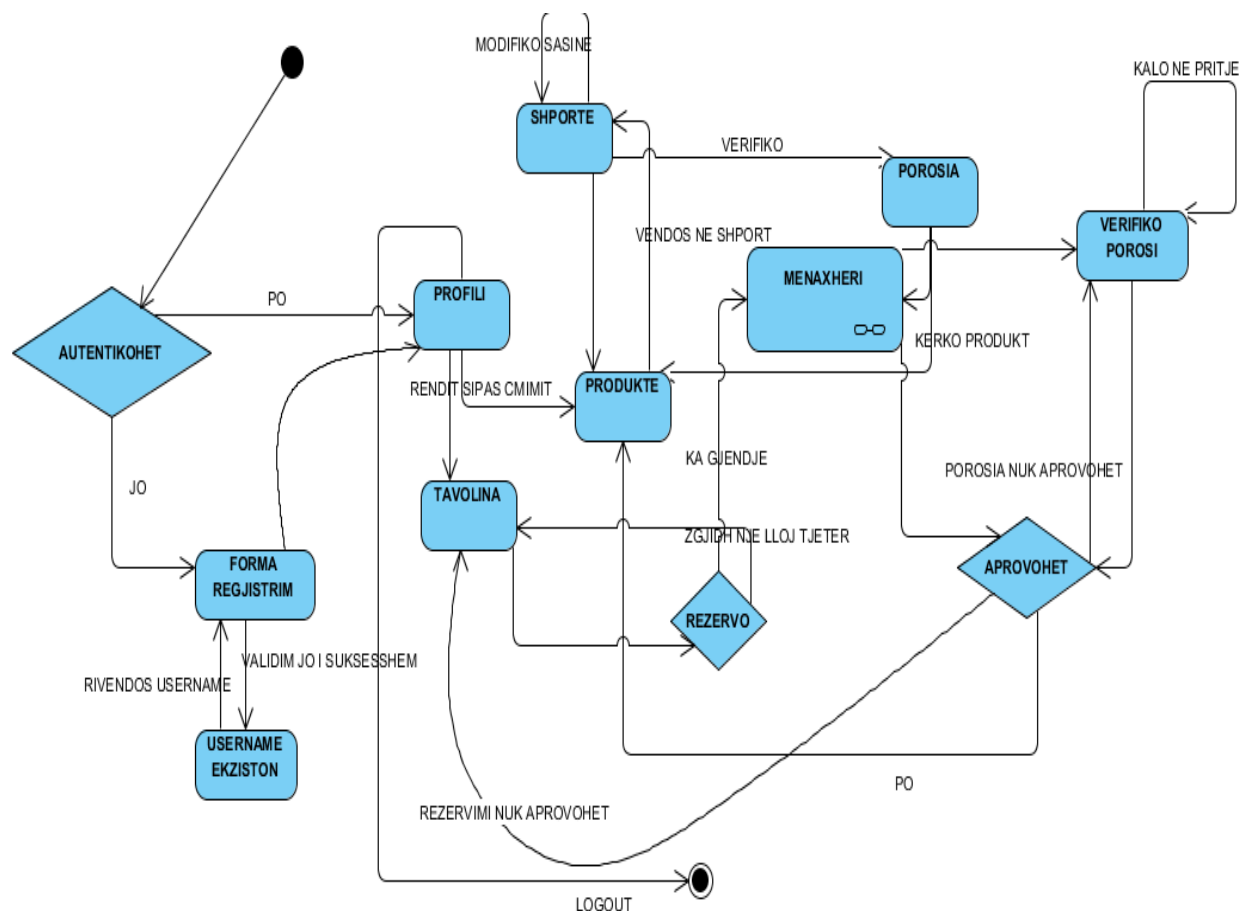 MODIFIKO SASINE
KALO NE PRITJE
SHPORTE
VERIFIKO
POROSIA
VERIFIKO
POROSI
VENDOS NE SHPORT
MENAXHERI
PO
PROFILI
AUTENTIKOHET
KERKO PRODUKT
RENDIT SIPAS CMIMIT
PRODUKTE
KA GJENDJE
POROSIA NUK APROVOHET
JO
TAVOLINA
ZGJIDH NJE LLOJ TJETER
FORMA
REGJISTRIM
APROVOHET
REZERVO
VALIDIM JO I SUKSESSHEM
RIVENDOS USERNAME
USERNAME
EKZISTON
PO
REZERVIMI NUK APROVOHET
LOGOUT